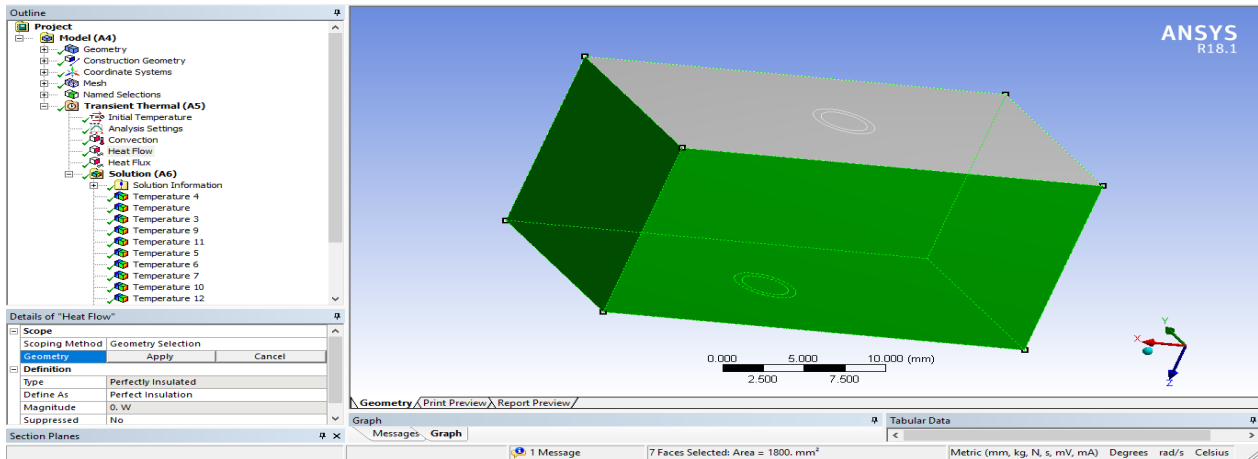 Outline
Project
Model (A4)
Geometry
Construction Geometry
Coordinate Systems
Mesh
Named Selections
Transient Thermal (A5)
Initial Temperature
Analysis Settings
Convection
Heat Flow
Heat Flux
Solution (A6)
Solution Information
Temperature 4
Temperature
Temperature 3
Temperature 9
Temperature 11
Temperature 5
Temperature 6
Temperature 7
Temperature 10
Temperature 12
Details of "Heat Flow"
Scope
Scoping Method Geometry Selection
Geometry Apply Cancel
Definition
Type Perfectly Insulated
Define As Perfect Insulation
Magnitude 0. W
Suppressed No
Section Planes
ANSYS
R18.1
0.000 5.000 10.000 (mm)
2.500 7.500
X Y Z
Geometry Print Preview Report Preview
Graph
Messages Graph
Tabular Data
1 Message 7 Faces Selected: Area = 1800. mm² Metric (mm, kg, N, s, mV, mA) Degrees rad/s Celsius